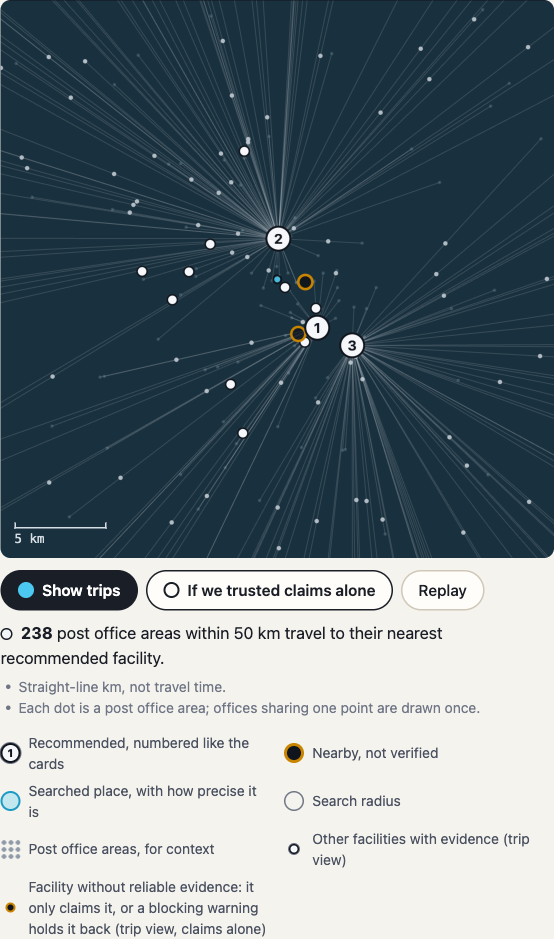 2
1
3
5 km
Show trips
If we trusted claims alone
Replay
238 post office areas within 50 km travel to their nearest
recommended facility.
• Straight-line km, not travel time.
• Each dot is a post office area; offices sharing one point are drawn once.
1
Recommended, numbered like the
cards
Nearby, not verified
Searched place, with how precise it
is
Search radius
Post office areas, for context
Other facilities with evidence (trip
view)
Facility without reliable evidence: it
only claims it, or a blocking warning
holds it back (trip view, claims alone)